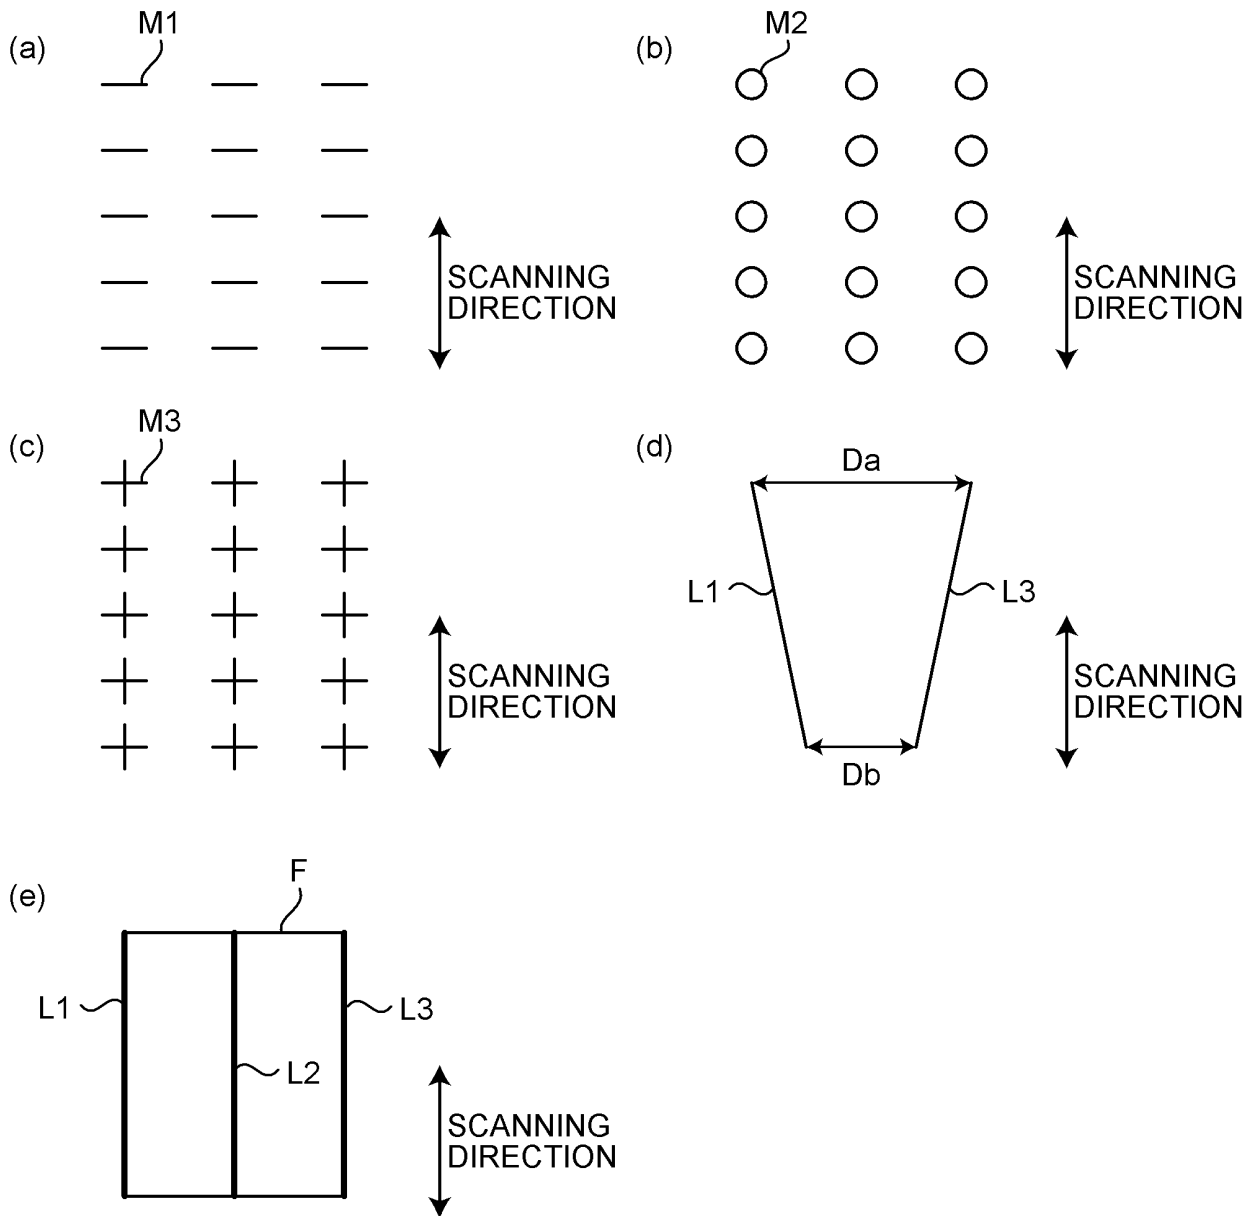 (a)
M1
SCANNING
DIRECTION
(b)
M2
SCANNING
DIRECTION
(c)
M3
SCANNING
DIRECTION
(d)
Da
L1
L3
Db
SCANNING
DIRECTION
(e)
F
L1
L3
L2
SCANNING
DIRECTION